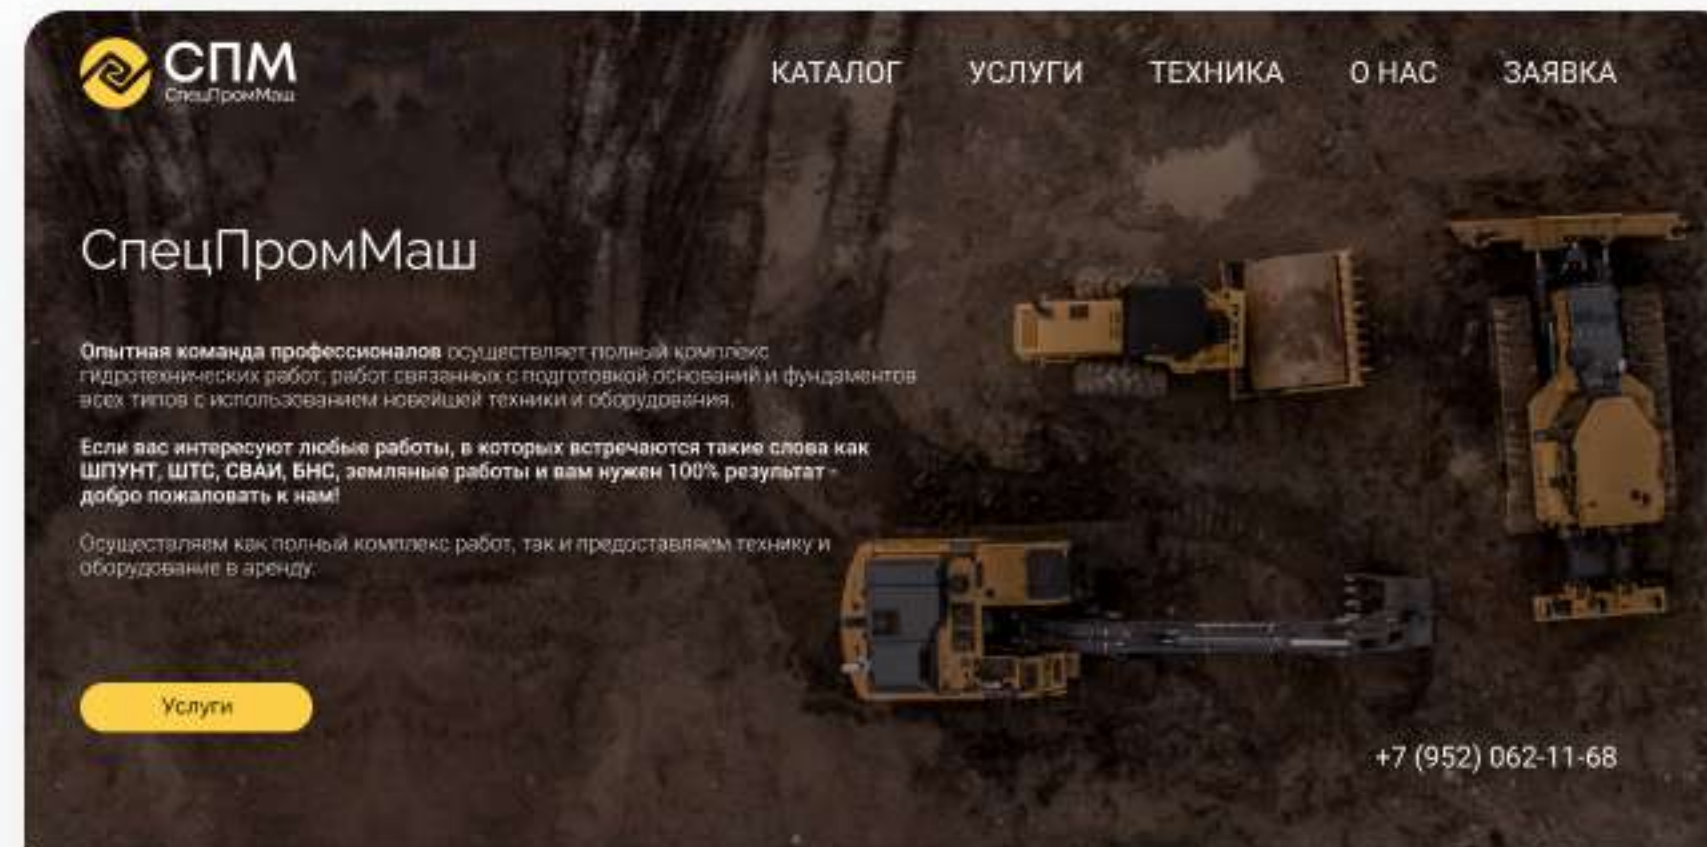 СПМ
СпецПромМаш
КАТАЛОГ УСЛУГИ ТЕХНИКА О НАС ЗАЯВКА
СпецПромМаш
Опытная команда профессионалов осуществляет полный комплекс
гидротехнических работ, работ связанных с подготовкой оснований и фундаментов
всех типов с использованием новейшей техники и оборудования.
Если вас интересуют любые работы, в которых встречаются такие слова как
ШПУНТ, ШТС, СВАИ, БНС, земляные работы и вам нужен 100% результат -
добро пожаловать к нам!
Осуществляем как полный комплекс работ, так и предоставляем технику и
оборудование в аренду.
Услуги
+7 (952) 062-11-68